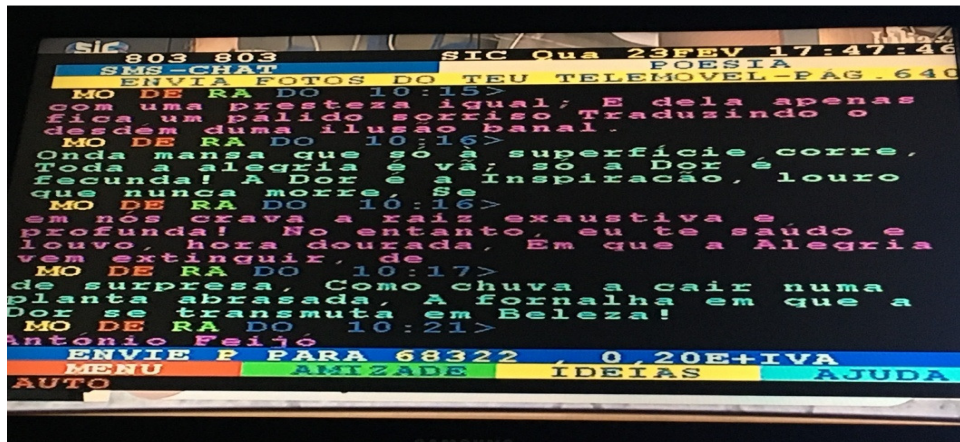 SIC
803 803 SIC Qua 23FEV 17:47:46
SMS-CHAT POESIA
ENVIA FOTOS DO TEU TELEMOVEL-PÁG.640
MO DE RA DO 10:15>
com uma presteza igual; E dela apenas
fica um pálido sorriso Traduzindo o
desdém duma ilusão banal.
MO DE RA DO 10:16>
Onda mansa que só à superfície corre,
Toda a alegria é vã; só a Dor é
fecunda! A Dor é a Inspiração, louro
que nunca morre, Se
MO DE RA DO 10:16>
em nós crava a raíz exaustiva e
profunda! No entanto, eu te saúdo e
louvo, hora dourada, Em que a Alegria
vem extinguir, de
MO DE RA DO 10:17>
de surpresa, Como chuva a cair numa
planta abrasada, A fornalha em que a
Dor se transmuta em Beleza!
MO DE RA DO 10:21>
António Feijó
ENVIE P PARA 68322 , 0,20E+IVA
MENU AMIZADE IDEIAS AJUDA
AUTO